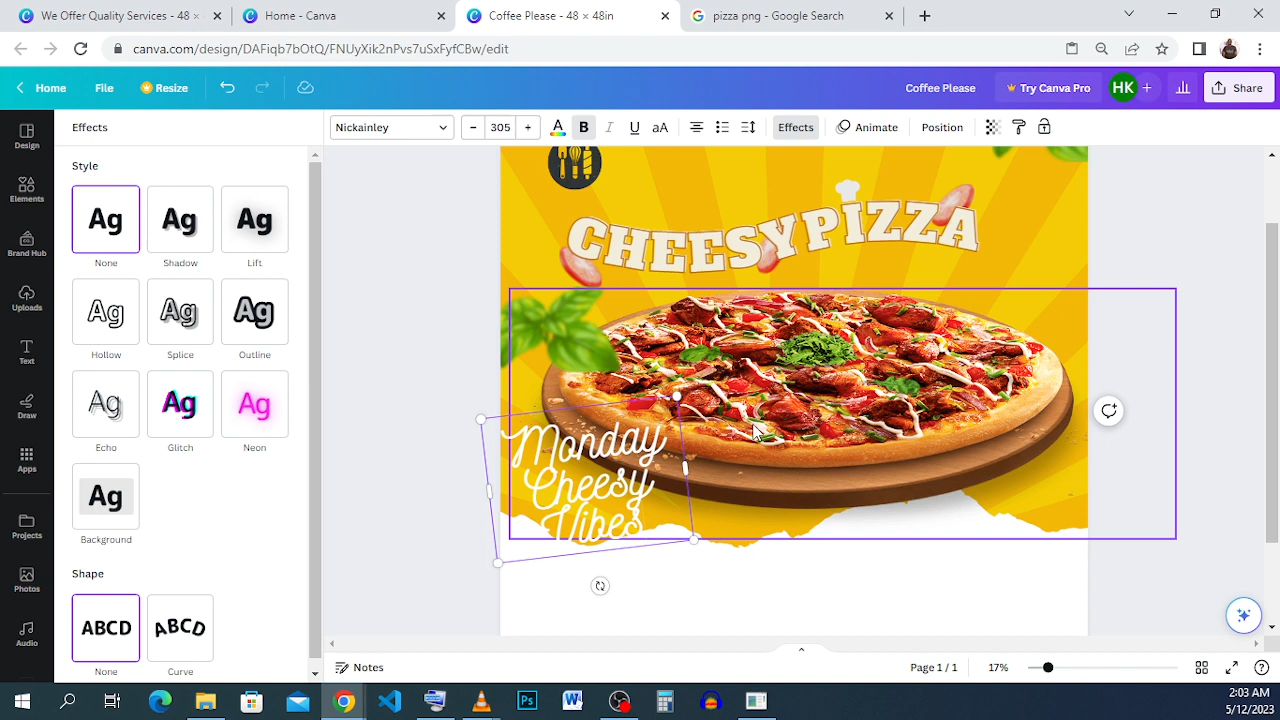 We Offer Quality Services - 48 ×
Home - Canva
Coffee Please - 48 × 48in
pizza png - Google Search
canva.com/design/DAFiqb7bOtQ/FNUyXik2nPvs7uSxFyfCBw/edit
Home
File
Resize
Coffee Please
Try Canva Pro
HK
Share
Design
Elements
Brand Hub
Uploads
Text
Draw
Apps
Projects
Photos
Audio
Effects
Nickainley
305
A
B
I
U
aA
Effects
Animate
Position
Style
Ag
Ag
Ag
None
Shadow
Lift
Ag
Ag
Ag
Hollow
Splice
Outline
Ag
Ag
Ag
Echo
Glitch
Neon
Ag
Background
Shape
ABCD
ABCD
None
Curve
CHEESY PIZZA
Monday
Cheesy
Vibes
Notes
Page 1 / 1
17%
Ps
2:03 AM
5/12/2023